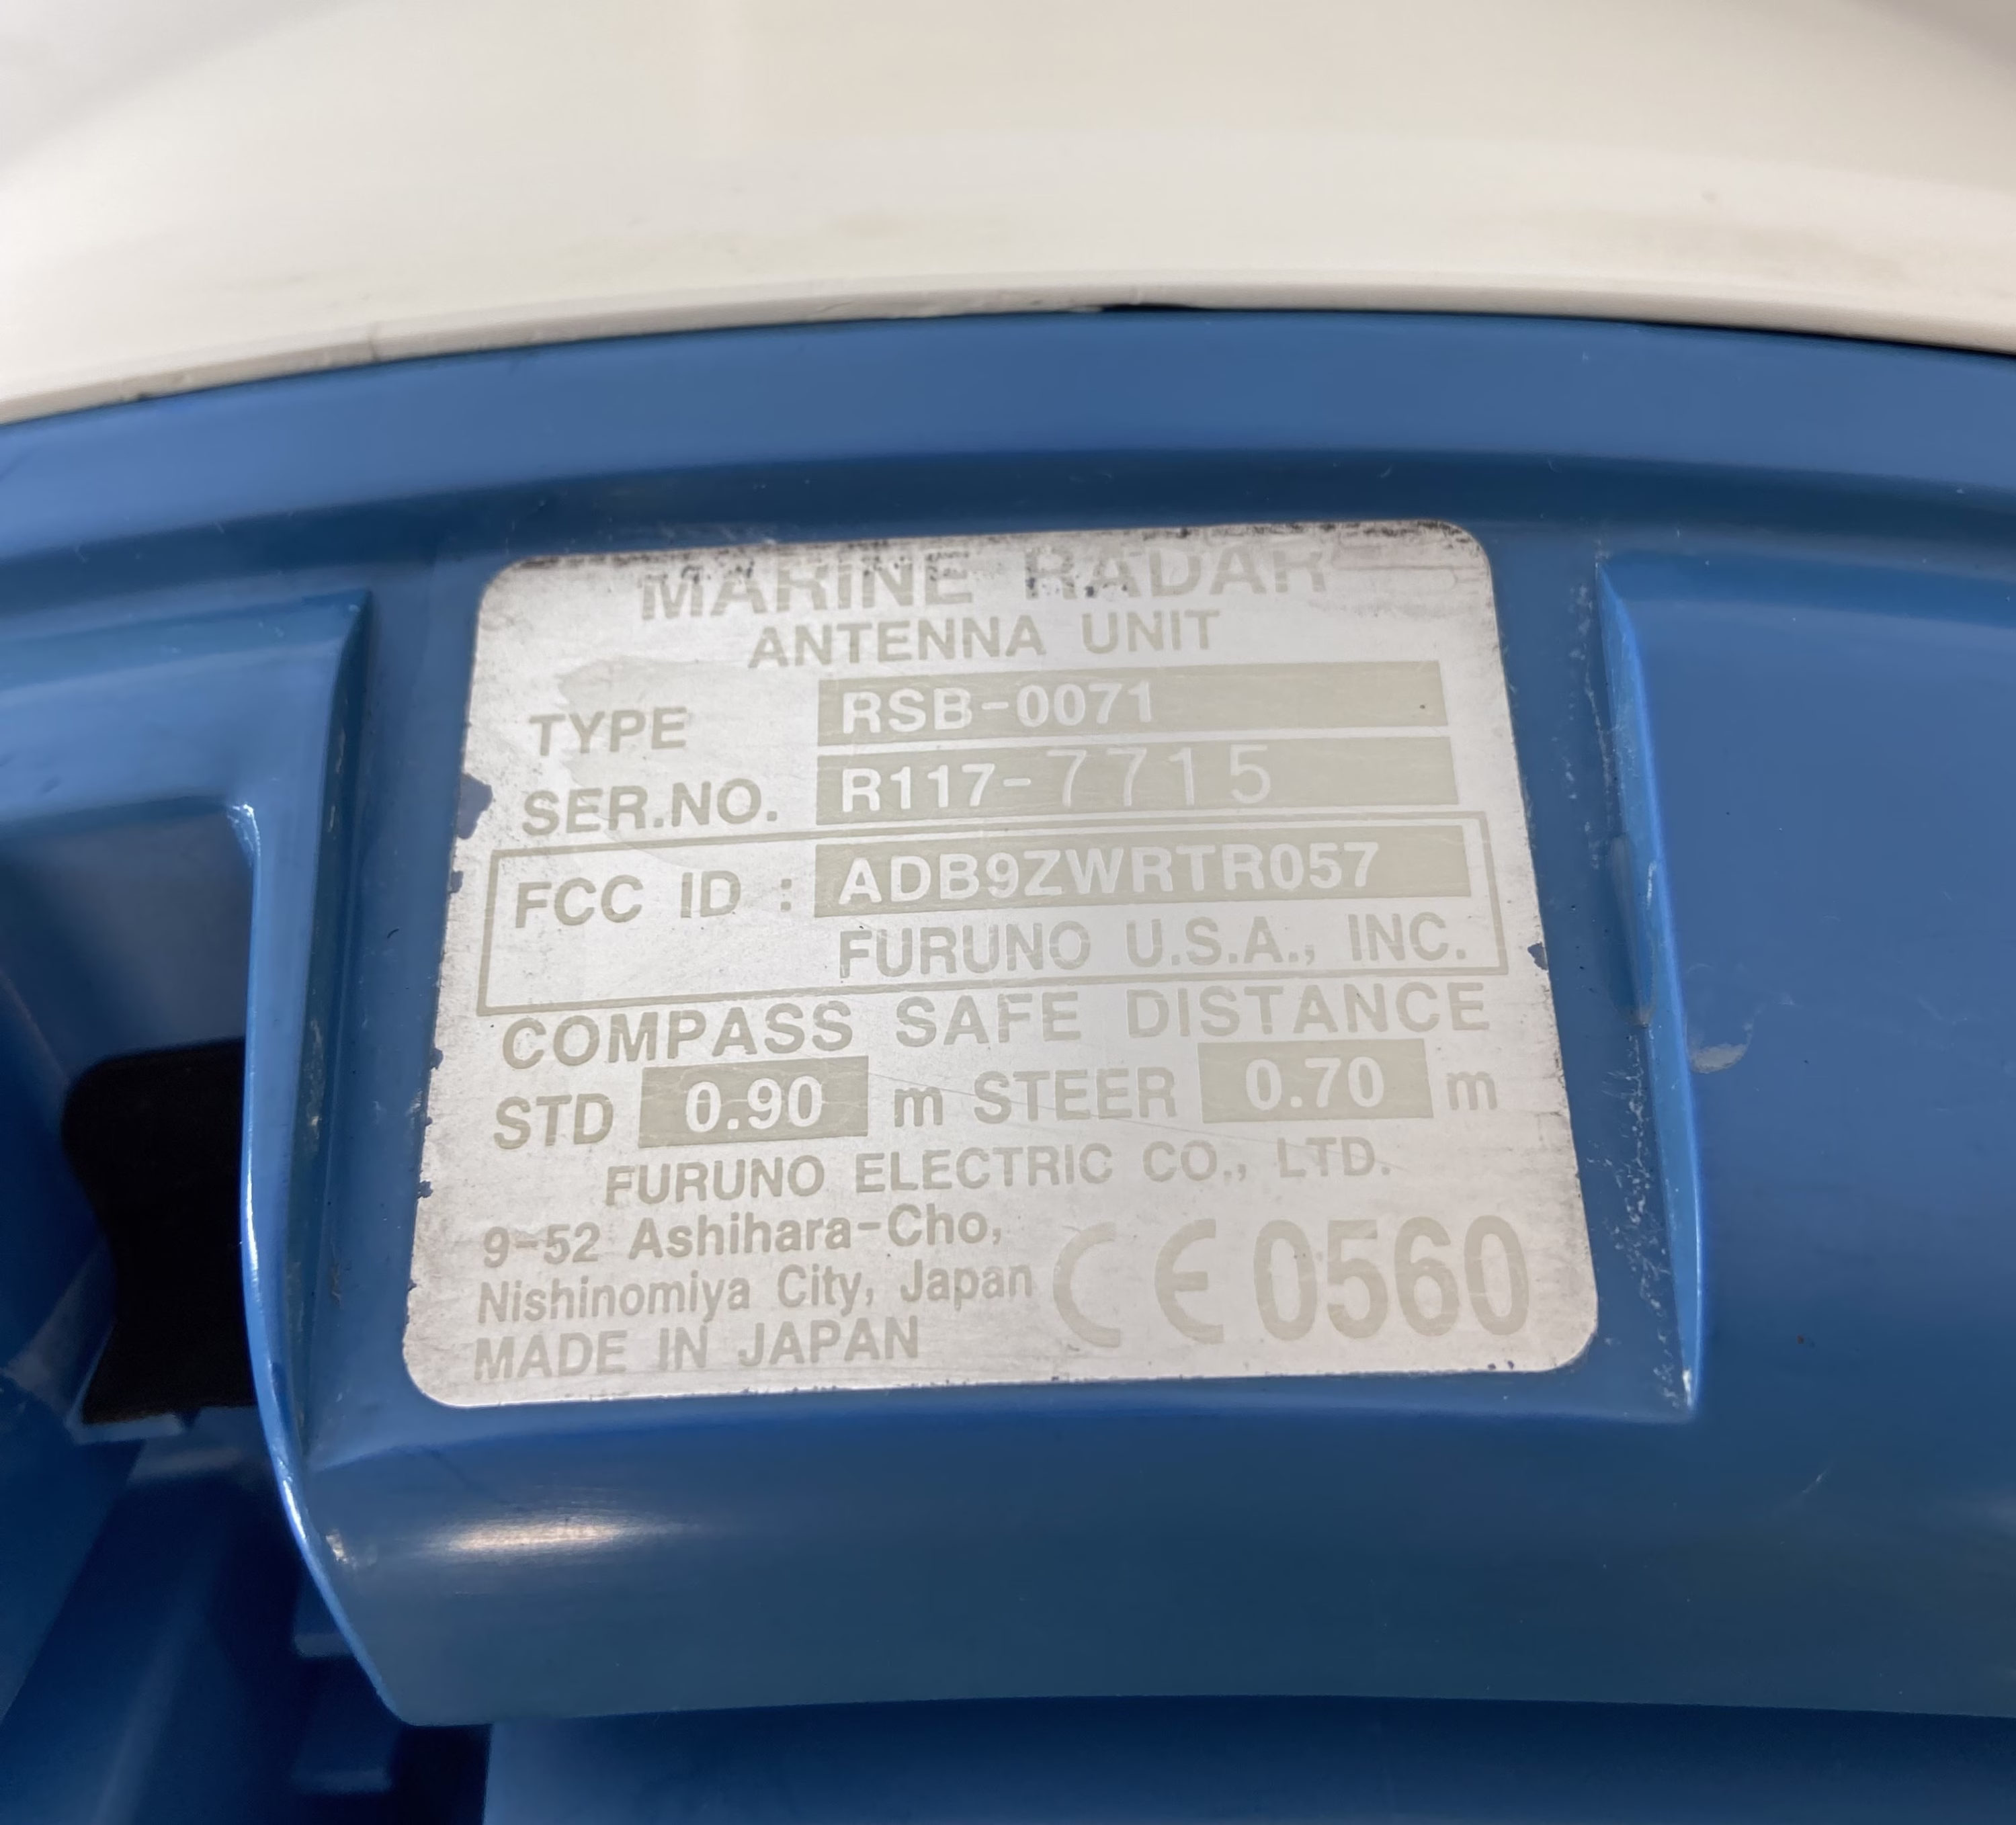 MARINE RADAR
ANTENNA UNIT
TYPE RSB-0071
SER.NO. R117-7715
FCC ID : ADB9ZWRTR057
FURUNO U.S.A., INC.
COMPASS SAFE DISTANCE
STD 0.90 m STEER 0.70 m
FURUNO ELECTRIC CO., LTD.
9-52 Ashihara-Cho,
Nishinomiya City, Japan
MADE IN JAPAN
CE 0560